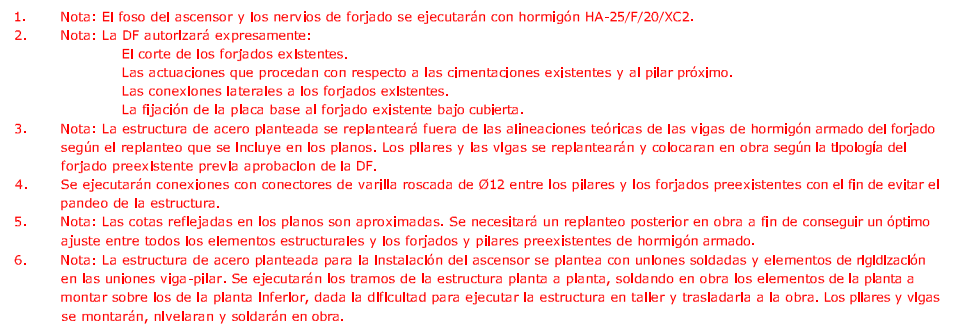 1. Nota: El foso del ascensor y los nervios de forjado se ejecutarán con hormigón HA-25/F/20/XC2.
2. Nota: La DF autorizará expresamente:
El corte de los forjados existentes.
Las actuaciones que procedan con respecto a las cimentaciones existentes y al pilar próximo.
Las conexiones laterales a los forjados existentes.
La fijación de la placa base al forjado existente bajo cubierta.
3. Nota: La estructura de acero planteada se replanteará fuera de las alineaciones teóricas de las vigas de hormigón armado del forjado
según el replanteo que se incluye en los planos. Los pilares y las vigas se replantearán y colocaran en obra según la tipología del
forjado preexistente previa aprobacion de la DF.
4. Se ejecutarán conexiones con conectores de varilla roscada de Ø12 entre los pilares y los forjados preexistentes con el fin de evitar el
pandeo de la estructura.
5. Nota: Las cotas reflejadas en los planos son aproximadas. Se necesitará un replanteo posterior en obra a fin de conseguir un óptimo
ajuste entre todos los elementos estructurales y los forjados y pilares preexistentes de hormigón armado.
6. Nota: La estructura de acero planteada para la instalación del ascensor se plantea con uniones soldadas y elementos de rigidización
en las uniones viga-pilar. Se ejecutarán los tramos de la estructura planta a planta, soldando en obra los elementos de la planta a
montar sobre los de la planta inferior, dada la dificultad para ejecutar la estructura en taller y trasladarla a la obra. Los pilares y vigas
se montarán, nivelaran y soldarán en obra.